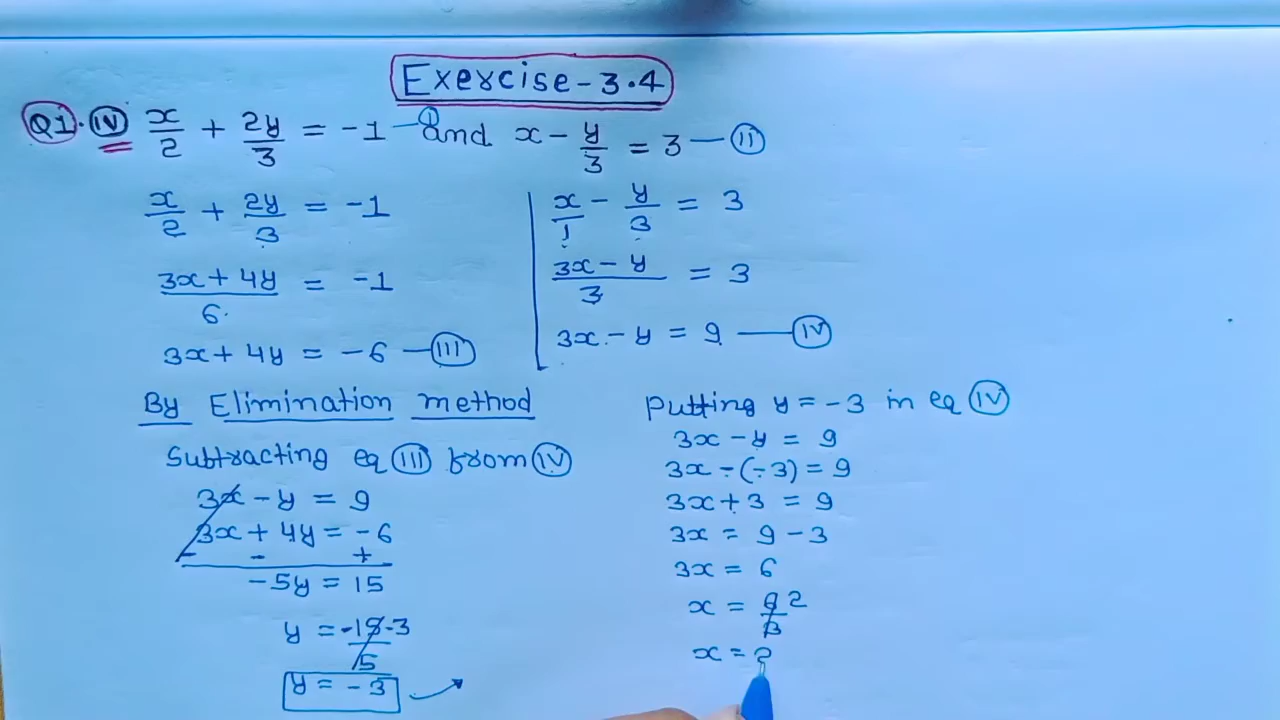 Exercise-3.4
Q1. IV x/2 + 2y/3 = -1 — I and x - y/3 = 3 — II
x/2 + 2y/3 = -1
3x + 4y/6 = -1
3x + 4y = -6 — III
x/1 - y/3 = 3
3x - y/3 = 3
3x - y = 9 — IV
By Elimination method
Subtracting eq III from IV
3x - y = 9
3x + 4y = -6
- - +
-5y = 15
y = -15/5 -3
y = -3
Putting y = -3 in eq IV
3x - y = 9
3x - (-3) = 9
3x + 3 = 9
3x = 9 - 3
3x = 6
x = 6/3 2
x =